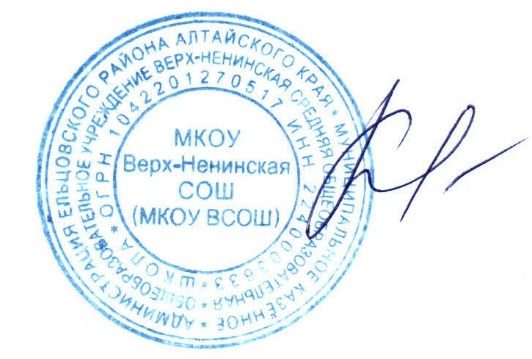 АДМИНИСТРАЦИЯ ЕЛЬЦОВСКОГО РАЙОНА АЛТАЙСКОГО КРАЯ * МУНИЦИПАЛЬНОЕ КАЗЁННОЕ *
ОБЩЕОБРАЗОВАТЕЛЬНОЕ УЧРЕЖДЕНИЕ ВЕРХ-НЕНИНСКАЯ СРЕДНЯЯ ОБЩЕОБРАЗОВАТЕЛЬНАЯ *
ШКОЛА * ОГРН 1042201270517 ИНН 2240003633 *
МКОУ
Верх-Ненинская
СОШ
(МКОУ ВСОШ)